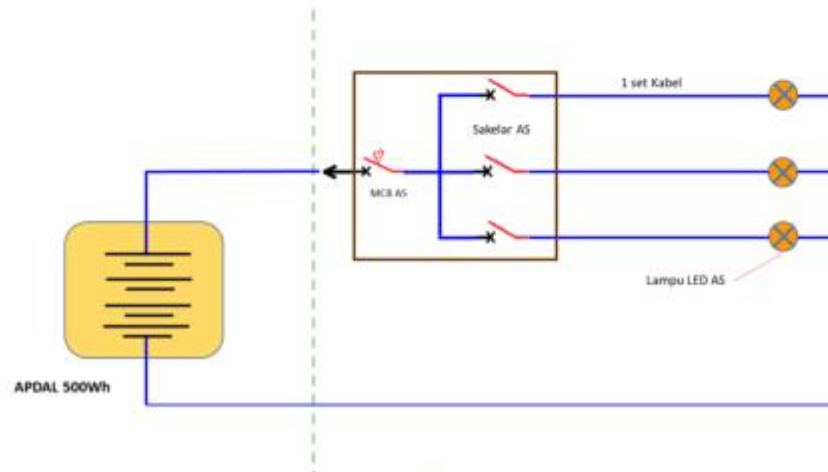 1 set Kabel
Sakelar AS
MCB AS
Lampu LED AS
APDAL 500Wh